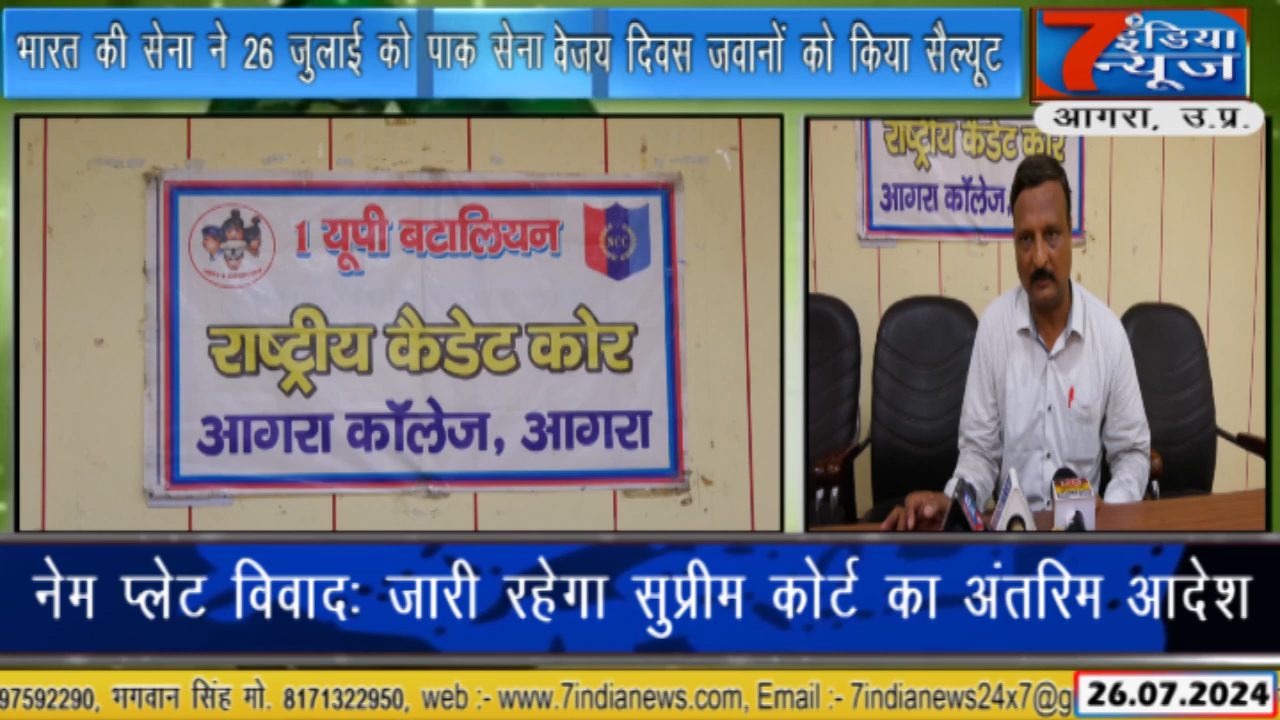 भारत की सेना ने 26 जुलाई को पाक सेना वेजय दिवस जवानों को किया सैल्यूट
7 इंडिया न्यूज
आगरा, उ.प्र.
1 यूपी बटालियन
NCC
राष्ट्रीय कैडेट कोर
आगरा कॉलेज, आगरा
राष्ट्रीय कैडेट कोर
आगरा कॉलेज,
नेम प्लेट विवाद: जारी रहेगा सुप्रीम कोर्ट का अंतरिम आदेश
97592290, भगवान सिंह मो. 8171322950, web :- www.7indianews.com, Email :- 7indianews24x7@g
26.07.2024